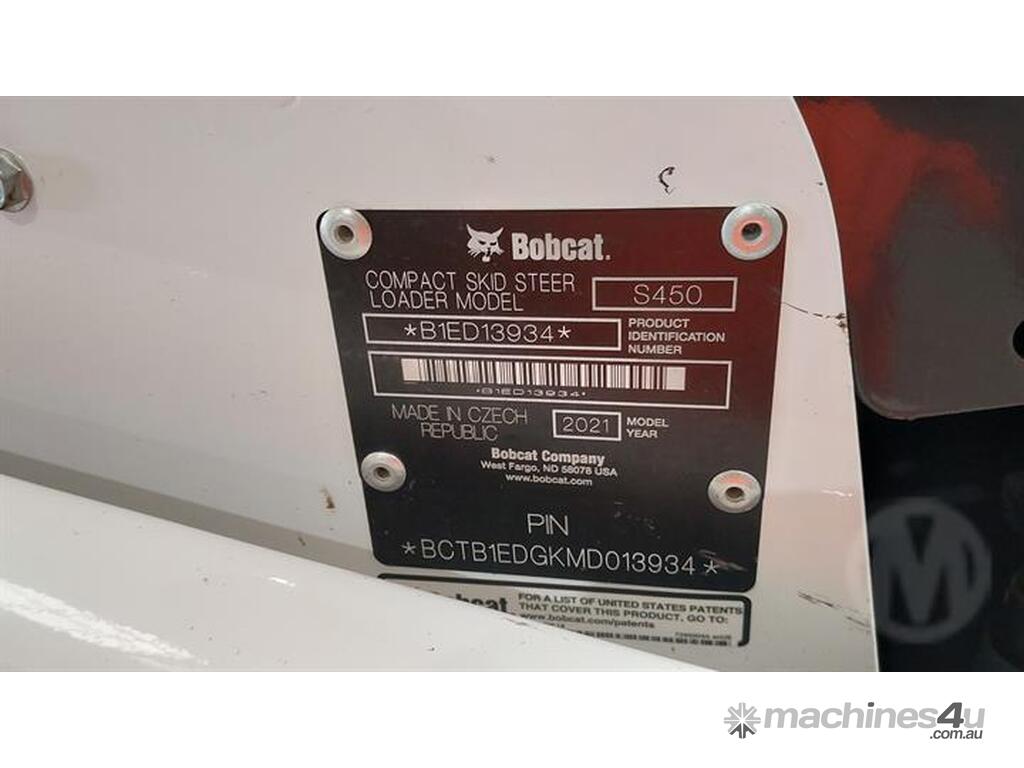 Bobcat.
COMPACT SKID STEER
LOADER MODEL
S450
*B1ED13934*
PRODUCT
IDENTIFICATION
NUMBER
*B1ED13934*
MADE IN CZECH
REPUBLIC
2021
MODEL
YEAR
Bobcat Company
West Fargo, ND 58078 USA
www.bobcat.com
PIN
*BCTB1EDGKMD013934*
FOR A LIST OF UNITED STATES PATENTS
THAT COVER THIS PRODUCT, GO TO:
www.bobcat.com/patents
M
machines4u
.com.au